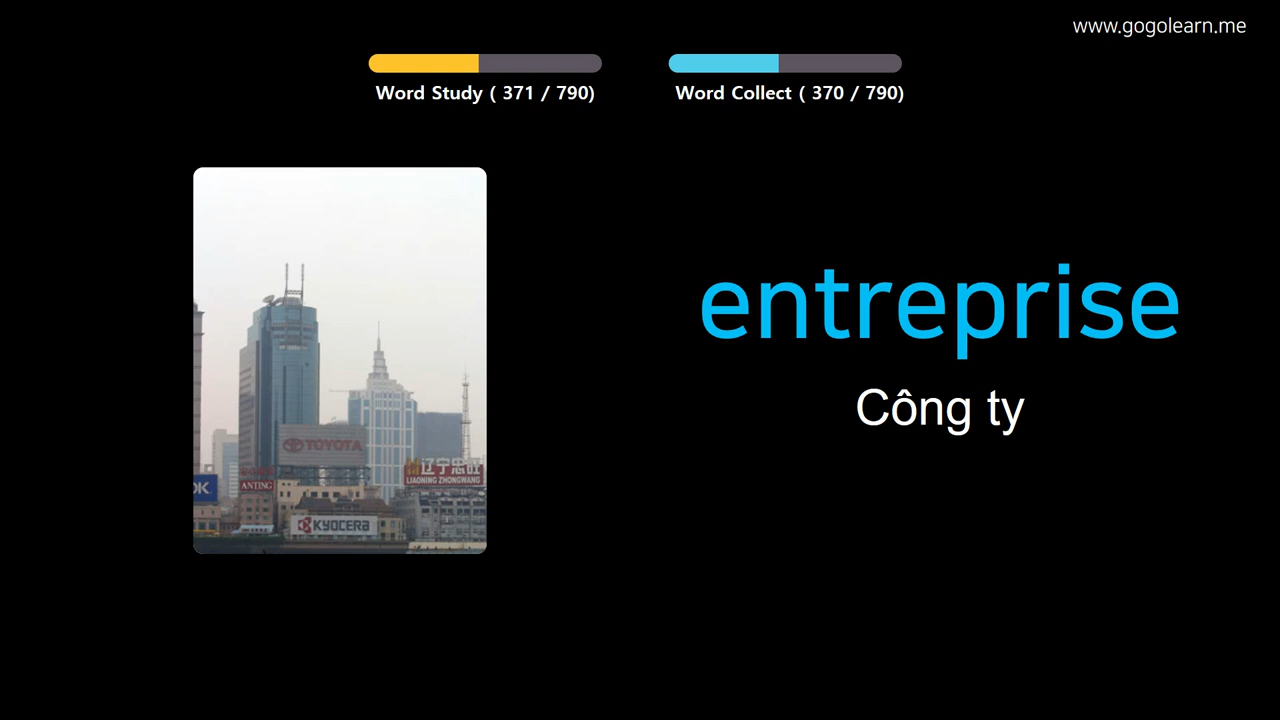 www.gogolearn.me
Word Study ( 371 / 790)
Word Collect ( 370 / 790)
entreprise
Công ty
TOYOTA
辽宁忠旺
LIAONING ZHONGWANG
OK
ANTING
KYOCERA